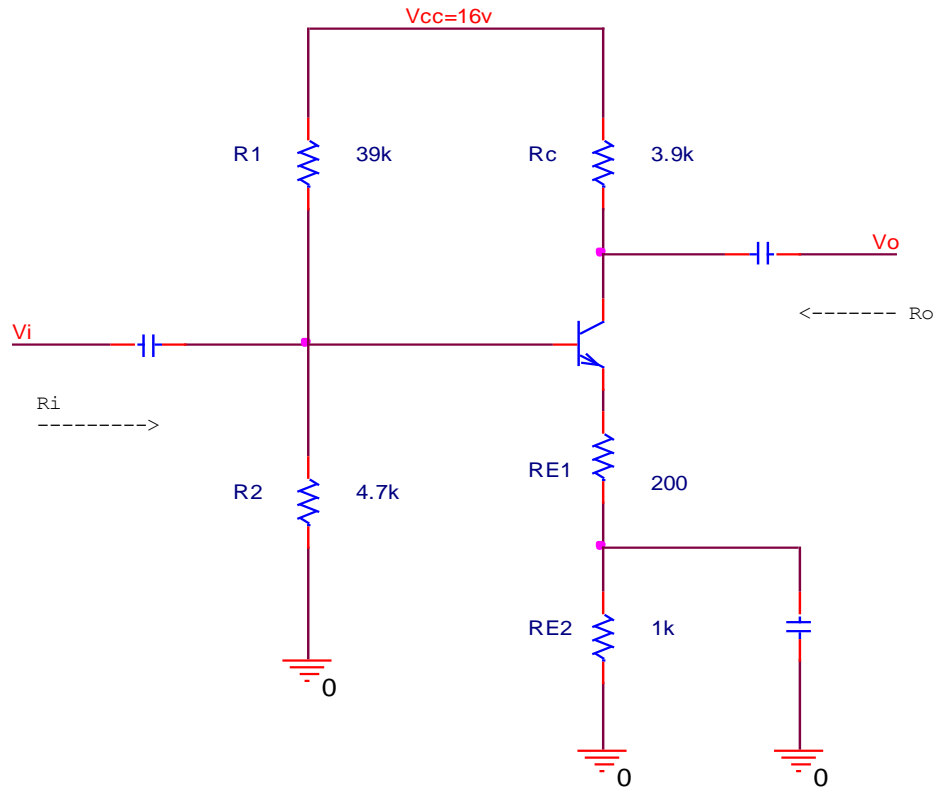 Vcc=16v
R1 39k Rc 3.9k
Vo
<------- Ro
Vi
Ri
--------->
RE1
200
R2 4.7k
RE2 1k
0
0 0